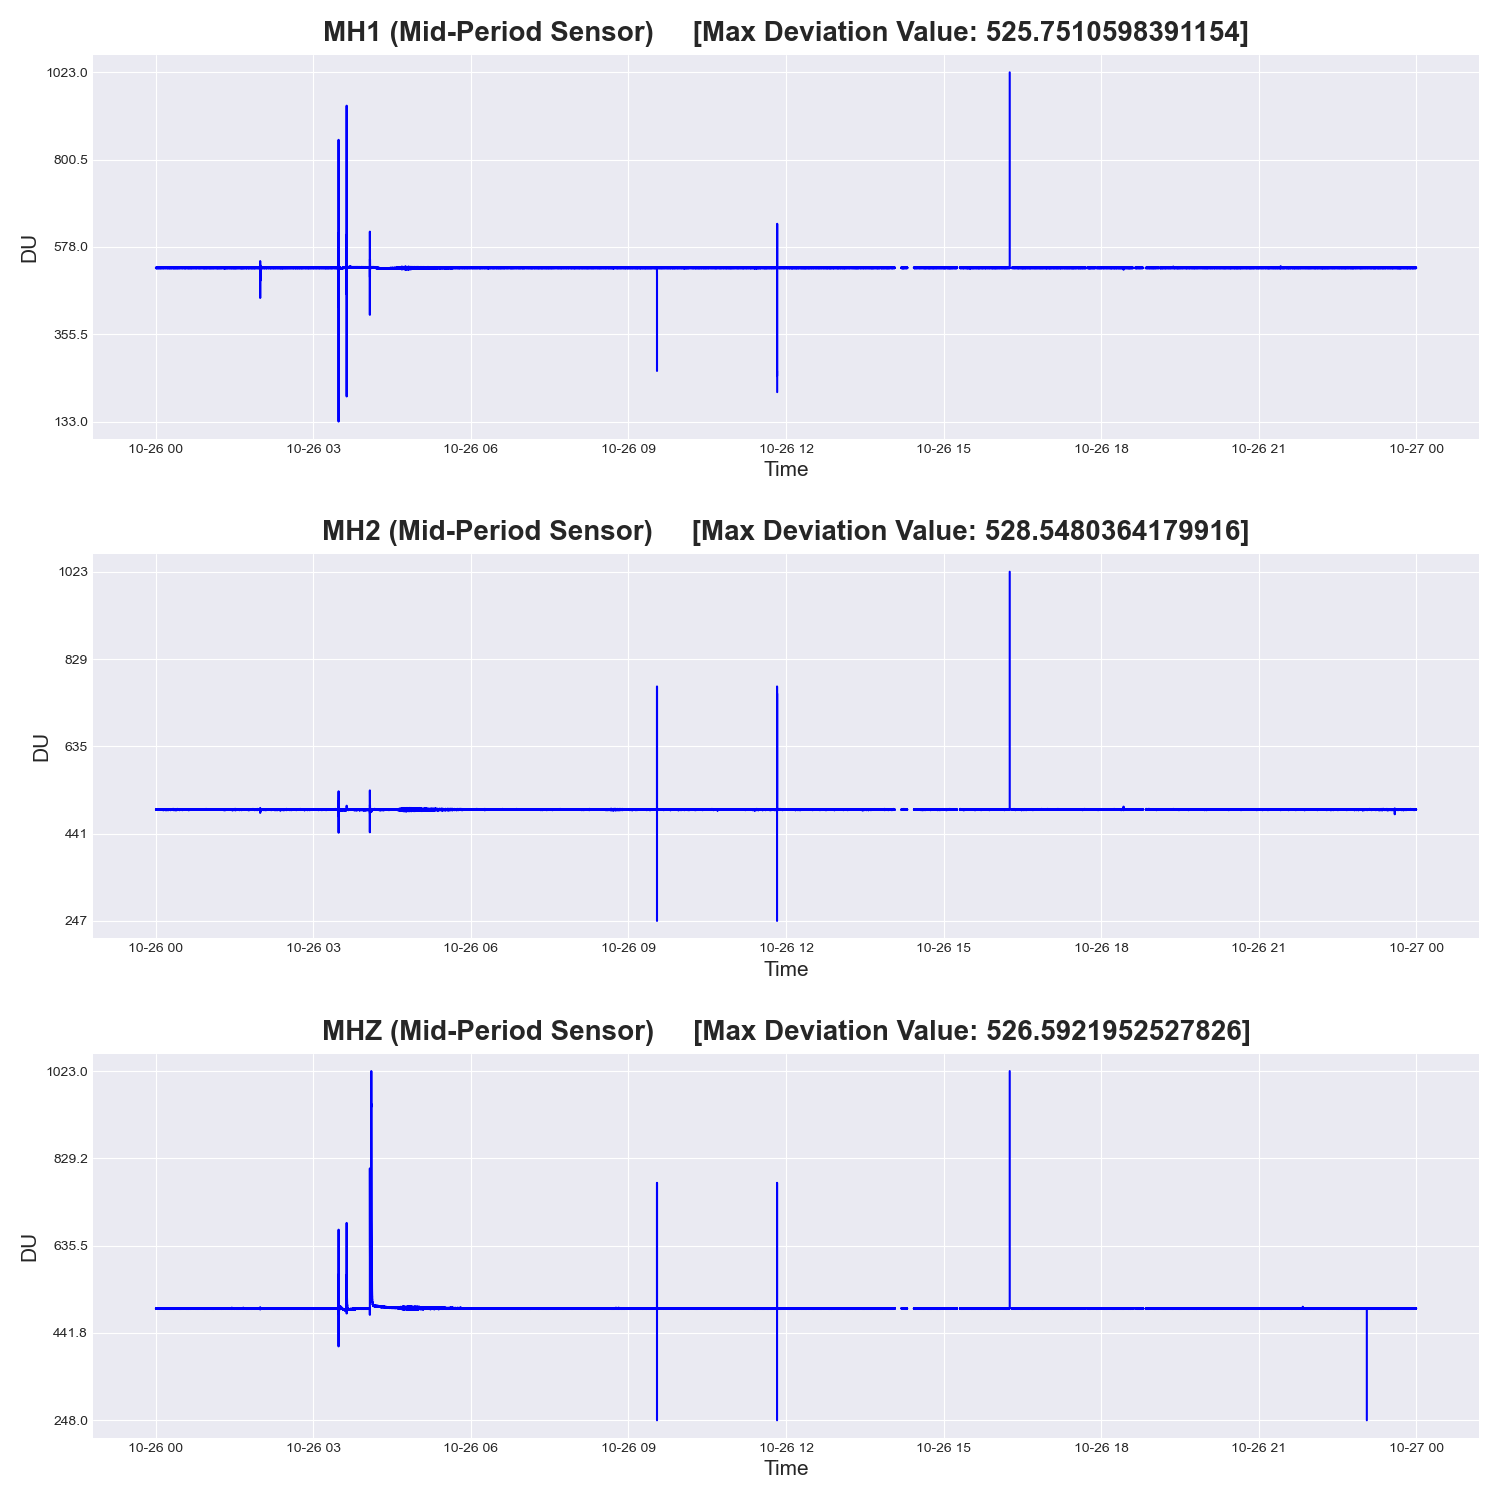 MH1 (Mid-Period Sensor) [Max Deviation Value: 525.7510598391154]
1023.0
800.5
578.0
355.5
133.0
DU
10-26 00 10-26 03 10-26 06 10-26 09 10-26 12 10-26 15 10-26 18 10-26 21 10-27 00
Time
MH2 (Mid-Period Sensor) [Max Deviation Value: 528.5480364179916]
1023
829
635
441
247
DU
10-26 00 10-26 03 10-26 06 10-26 09 10-26 12 10-26 15 10-26 18 10-26 21 10-27 00
Time
MHZ (Mid-Period Sensor) [Max Deviation Value: 526.5921952527826]
1023.0
829.2
635.5
441.8
248.0
DU
10-26 00 10-26 03 10-26 06 10-26 09 10-26 12 10-26 15 10-26 18 10-26 21 10-27 00
Time